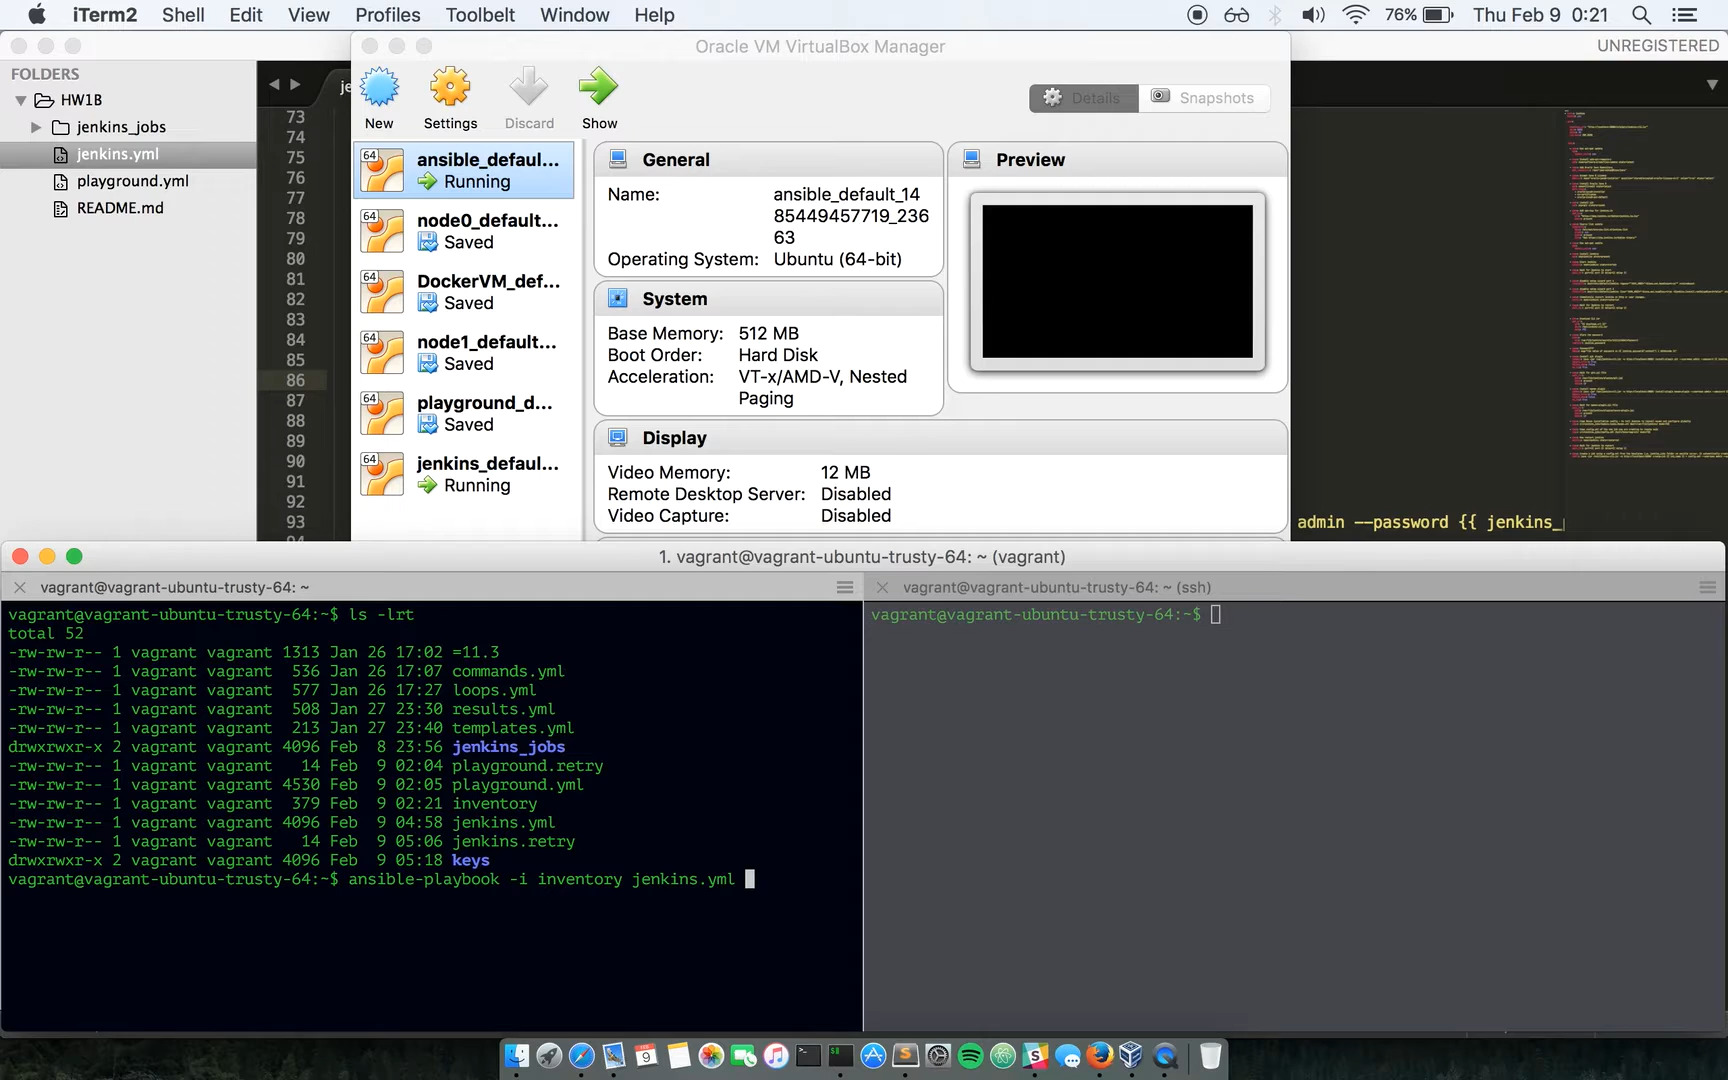 iTerm2 Shell Edit View Profiles Toolbelt Window Help 76% Thu Feb 9 0:21
Oracle VM VirtualBox Manager
UNREGISTERED
FOLDERS
HW1B
jenkins_jobs
jenkins.yml
playground.yml
README.md
je
73
74
75
76
77
78
79
80
81
82
83
84
85
86
87
88
89
90
91
92
93
94
New Settings Discard Show
Details Snapshots
64 ansible_defaul...
Running
64 node0_default...
Saved
64 DockerVM_def...
Saved
64 node1_default...
Saved
64 playground_d...
Saved
64 jenkins_defaul...
Running
General
Name: ansible_default_14
85449457719_236
63
Operating System: Ubuntu (64-bit)
System
Base Memory: 512 MB
Boot Order: Hard Disk
Acceleration: VT-x/AMD-V, Nested
Paging
Preview
Display
Video Memory: 12 MB
Remote Desktop Server: Disabled
Video Capture: Disabled
admin --password {{ jenkins_
1. vagrant@vagrant-ubuntu-trusty-64: ~ (vagrant)
vagrant@vagrant-ubuntu-trusty-64: ~
vagrant@vagrant-ubuntu-trusty-64:~$ ls -lrt
total 52
-rw-rw-r-- 1 vagrant vagrant 1313 Jan 26 17:02 =11.3
-rw-rw-r-- 1 vagrant vagrant  536 Jan 26 17:07 commands.yml
-rw-rw-r-- 1 vagrant vagrant  577 Jan 26 17:27 loops.yml
-rw-rw-r-- 1 vagrant vagrant  508 Jan 27 23:30 results.yml
-rw-rw-r-- 1 vagrant vagrant  213 Jan 27 23:40 templates.yml
drwxrwxr-x 2 vagrant vagrant 4096 Feb  8 23:56 jenkins_jobs
-rw-rw-r-- 1 vagrant vagrant   14 Feb  9 02:04 playground.retry
-rw-rw-r-- 1 vagrant vagrant 4530 Feb  9 02:05 playground.yml
-rw-rw-r-- 1 vagrant vagrant  379 Feb  9 02:21 inventory
-rw-rw-r-- 1 vagrant vagrant 4096 Feb  9 04:58 jenkins.yml
-rw-rw-r-- 1 vagrant vagrant   14 Feb  9 05:06 jenkins.retry
drwxrwxr-x 2 vagrant vagrant 4096 Feb  9 05:18 keys
vagrant@vagrant-ubuntu-trusty-64:~$ ansible-playbook -i inventory jenkins.yml
vagrant@vagrant-ubuntu-trusty-64: ~ (ssh)
vagrant@vagrant-ubuntu-trusty-64:~$
9